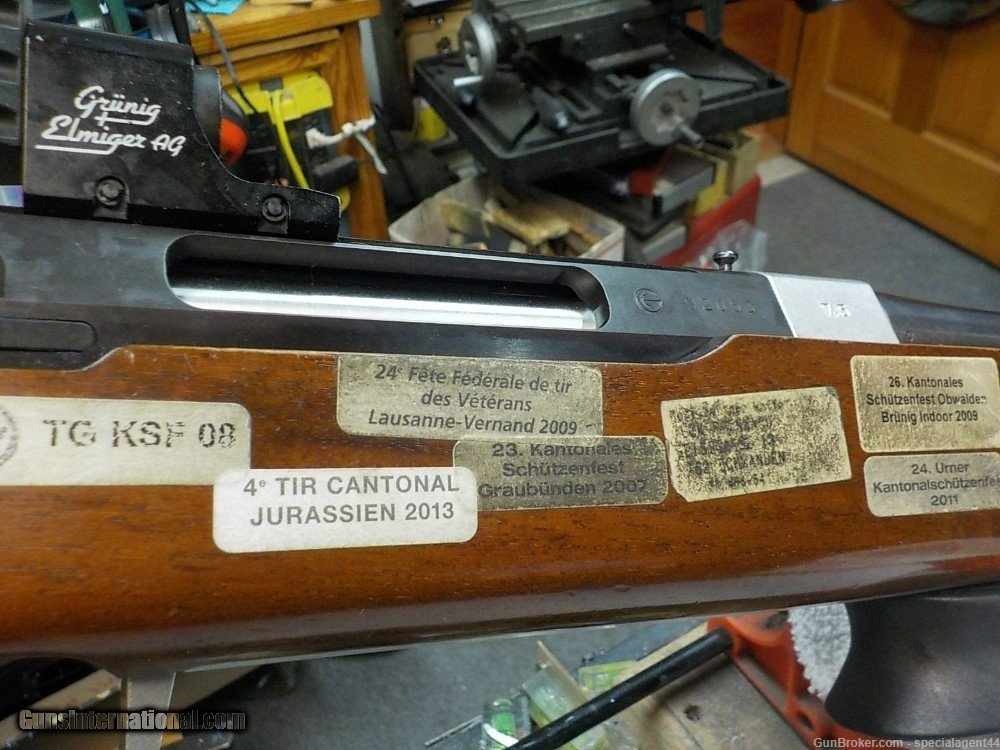 Grünig
Elmiger AG
G
7.5
24e Fête Fédérale de tir
des Vétérans
Lausanne-Vernand 2009
26. Kantonales
Schützenfest Obwalden
Brünig Indoor 2009
TG KSF 08
23. Kantonales
Schützenfest
Graubünden 2007
4e TIR CANTONAL
JURASSIEN 2013
24. Urner
Kantonalschützenfest
2011
GunsInternational.com
GunBroker.com ● specialagent44